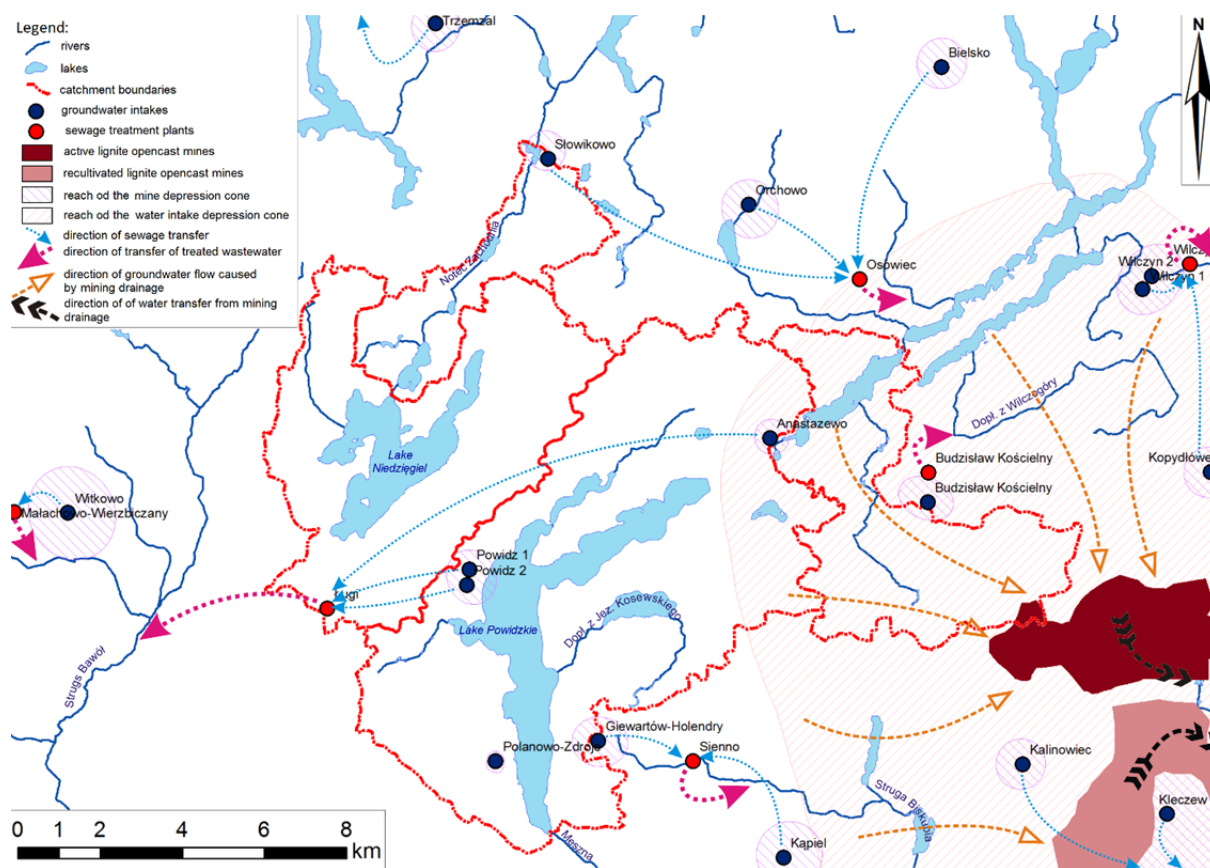 Legend:
rivers
lakes
catchment boundaries
groundwater intakes
sewage treatment plants
active lignite opencast mines
recultivated lignite opencast mines
reach od the mine depression cone
reach od the water intake depression cone
direction of sewage transfer
direction of transfer of treated wastewater
direction of groundwater flow caused
by mining drainage
direction of of water transfer from mining
drainage
Trzemżal
Bielsko
N
Słowikowo
Orchowo
Noteć Zachodnia
Osówiec
Wilcz
Wilczyn 2
Wilczyn 1
Dopł. z Wilczogóry
Anastazewo
Lake
Niedzięgiel
Budzisław Kościelny
Kopydłówe
Budzisław Kościelny
Witkowo
Małachowo-Wierzbiczany
Powidz 1
Powidz 2
Ługi
Lake Powidzkie
Dopł. z Jez. Kosewskiego
Strugs Bawół
Giewartów-Holendry
Polanowo-Zdroje
Sienno
Kalinowiec
Struga Biskupia
Kleczew
Meszna
Kąpiel
0 1 2 4 6 8
km